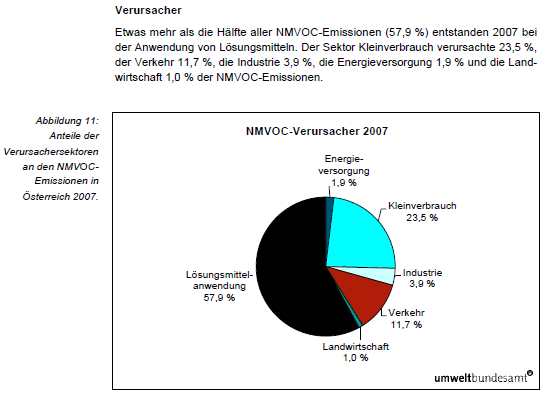 Verursacher
Etwas mehr als die Hälfte aller NMVOC-Emissionen (57,9 %) entstanden 2007 bei
der Anwendung von Lösungsmitteln. Der Sektor Kleinverbrauch verursachte 23,5 %,
der Verkehr 11,7 %, die Industrie 3,9 %, die Energieversorgung 1,9 % und die Land-
wirtschaft 1,0 % der NMVOC-Emissionen.
Abbildung 11:
Anteile der
Verursachersektoren
an den NMVOC-
Emissionen in
Österreich 2007.
NMVOC-Verursacher 2007
Energie-
versorgung
1,9 %
Kleinverbrauch
23,5 %
Industrie
3,9 %
Verkehr
11,7 %
Landwirtschaft
1,0 %
Lösungsmittel-
anwendung
57,9 %
umweltbundesamt